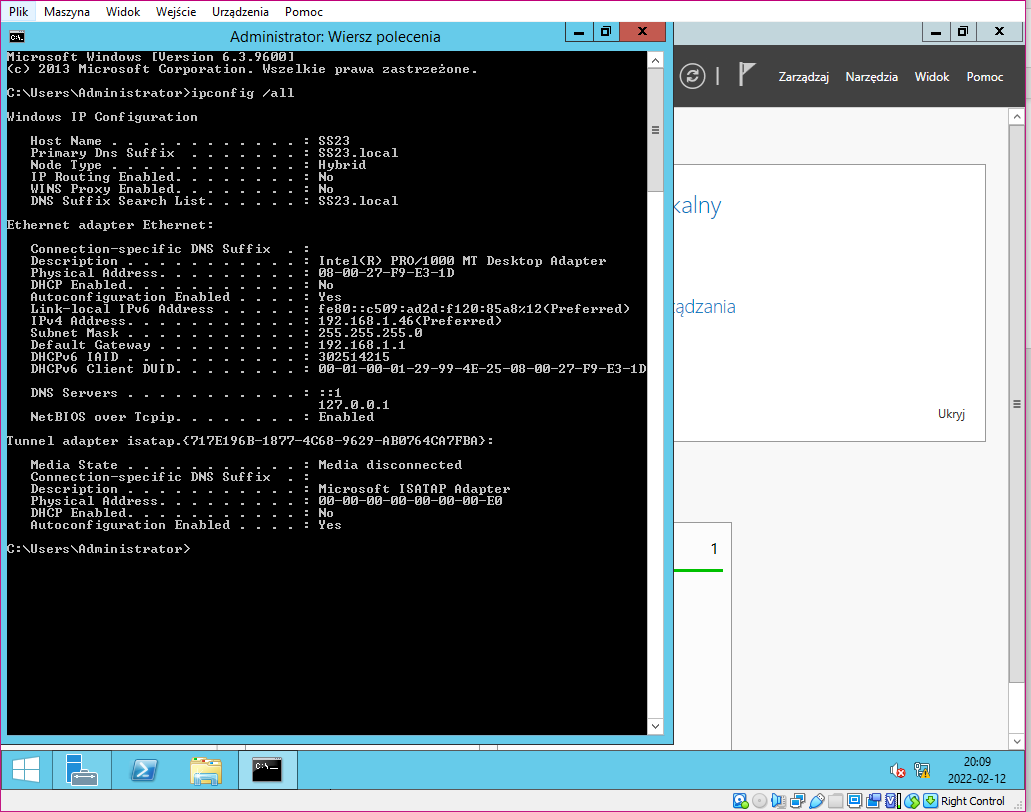 Plik Maszyna Widok Wejście Urządzenia Pomoc
Administrator: Wiersz polecenia
Microsoft Windows [Version 6.3.9600]
(c) 2013 Microsoft Corporation. Wszelkie prawa zastrzeżone.
C:\Users\Administrator>ipconfig /all
Windows IP Configuration
Host Name . . . . . . . . . . . . : SS23
Primary Dns Suffix . . . . . . . : SS23.local
Node Type . . . . . . . . . . . . : Hybrid
IP Routing Enabled. . . . . . . . : No
WINS Proxy Enabled. . . . . . . . : No
DNS Suffix Search List. . . . . . : SS23.local
Ethernet adapter Ethernet:
Connection-specific DNS Suffix . :
Description . . . . . . . . . . . : Intel(R) PRO/1000 MT Desktop Adapter
Physical Address. . . . . . . . . : 08-00-27-F9-E3-1D
DHCP Enabled. . . . . . . . . . . : No
Autoconfiguration Enabled . . . . : Yes
Link-local IPv6 Address . . . . . : fe80::c509:ad2d:f120:85a8%12(Preferred)
IPv4 Address. . . . . . . . . . . : 192.168.1.46(Preferred)
Subnet Mask . . . . . . . . . . . : 255.255.255.0
Default Gateway . . . . . . . . . : 192.168.1.1
DHCPv6 IAID . . . . . . . . . . . : 302514215
DHCPv6 Client DUID. . . . . . . . : 00-01-00-01-29-99-4E-25-08-00-27-F9-E3-1D
DNS Servers . . . . . . . . . . . : ::1
127.0.0.1
NetBIOS over Tcpip. . . . . . . . : Enabled
Tunnel adapter isatap.{717E196B-1877-4C68-9629-AB0764CA7FBA}:
Media State . . . . . . . . . . . : Media disconnected
Connection-specific DNS Suffix . :
Description . . . . . . . . . . . : Microsoft ISATAP Adapter
Physical Address. . . . . . . . . : 00-00-00-00-00-00-00-E0
DHCP Enabled. . . . . . . . . . . : No
Autoconfiguration Enabled . . . . : Yes
C:\Users\Administrator>
Zarządzaj Narzędzia Widok Pomoc
kalny
ądzania
Ukryj
1
20:09
2022-02-12
Right Control